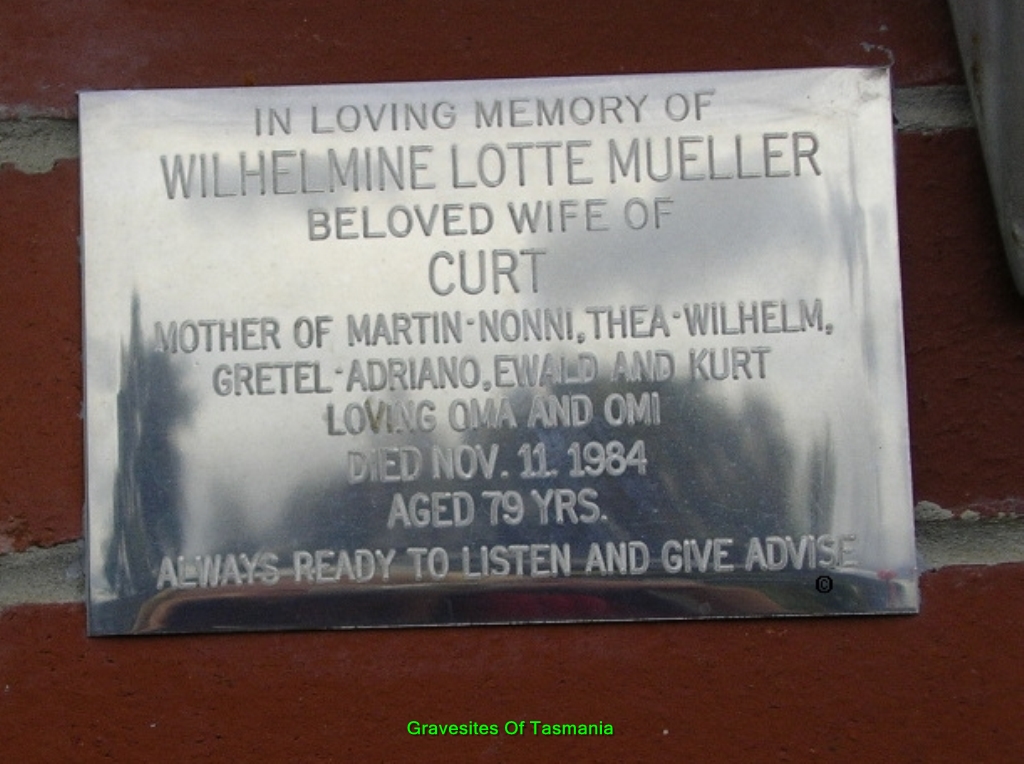 IN LOVING MEMORY OF
WILHELMINE LOTTE MUELLER
BELOVED WIFE OF
CURT
MOTHER OF MARTIN-NONNI, THEA-WILHELM,
GRETEL-ADRIANO, EWALD AND KURT
LOVING OMA AND OMI
DIED NOV. 11. 1984
AGED 79 YRS.
ALWAYS READY TO LISTEN AND GIVE ADVISE
©
Gravesites Of Tasmania